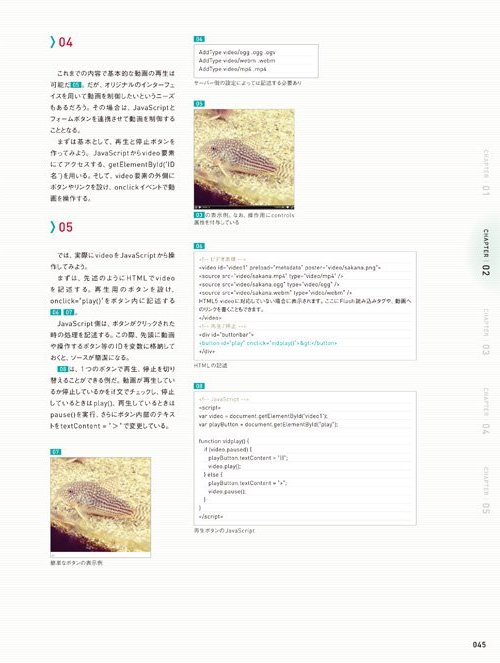 04
これまでの内容で基本的な動画の再生は
可能だ 05 。だが、オリジナルのインターフェ
イスを用いて動画を制御したいというニーズ
もあるだろう。その場合は、JavaScriptと
フォームボタンを連携させて動画を制御する
こととなる。
まずは基本として、再生と停止ボタンを
作ってみよう。JavaScriptからvideo要素
にてアクセスする、getElementById("ID
名")を用いる。そして、video要素の外側に
ボタンやリンクを設け、onclickイベントで動
画を操作する。
05
では、実際にvideoをJavaScriptから操
作してみよう。
まずは、先述のようにHTMLでvideo
を記述する。再生用のボタンを設け、
onclick="play()"をボタン内に記述する
06 07 。
JavaScript側は、ボタンがクリックされた
時の処理を記述する。この際、先頭に動画
や操作するボタン等のIDを変数に格納して
おくと、ソースが簡潔になる。
08 は、1つのボタンで再生、停止を切り
替えることができる例だ。動画が再生してい
るか停止しているかをif文でチェックし、停止
しているときはplay()、再生しているときは
pause()を実行、さらにボタン内部のテキス
トをtextContent = ">"で変更している。
07
簡単なボタンの表示例
04
AddType video/ogg .ogg .ogv
AddType video/webm .webm
AddType video/mp4 .mp4
サーバー側の設定によっては記述する必要あり
05
03 の表示例。なお、操作用にcontrols
属性を付与している
06
<!-- ビデオ表現 -->
<video id="video1" preload="metadata" poster="video/sakana.png">
<source src="video/sakana.mp4" type="video/mp4" />
<source src="video/sakana.ogg" type="video/ogg" />
<source src="video/sakana.webm" type="video/webm" />
HTML5 videoに対応していない場合に表示されます。ここにFlash読み込みタグや、動画へ
のリンクを書くこともできます。
</video>
<!-- 再生/停止 -->
<div id="buttonbar">
<button id="play" onclick="vidplay()">&gt;</button>
</div>
HTMLの記述
08
<!-- JavaScript -->
<script>
var video = document.getElementById("video1");
var playButton = document.getElementById("play");
function vidplay() {
if (video.paused) {
playButton.textContent = "||";
video.play();
} else {
playButton.textContent = ">";
video.pause();
}
}
</script>
再生ボタンのJavaScript
CHAPTER 01
CHAPTER 02
CHAPTER 03
CHAPTER 04
CHAPTER 05
045